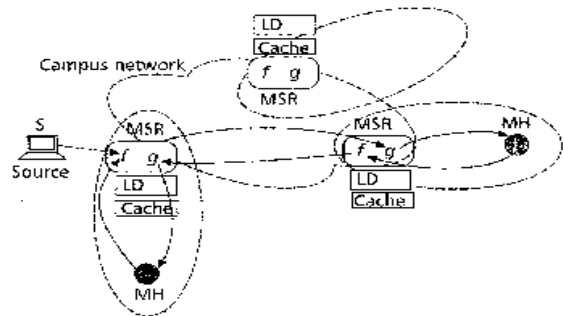 LD
Cache
Campus network
f g
MSR
S
MSR
MSR
MH
f g
f g
Source
LD
LD
Cache
Cache
MH